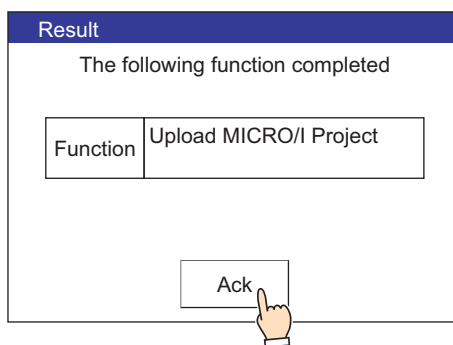 Result
The following function completed
Function
Upload MICRO/I Project
Ack